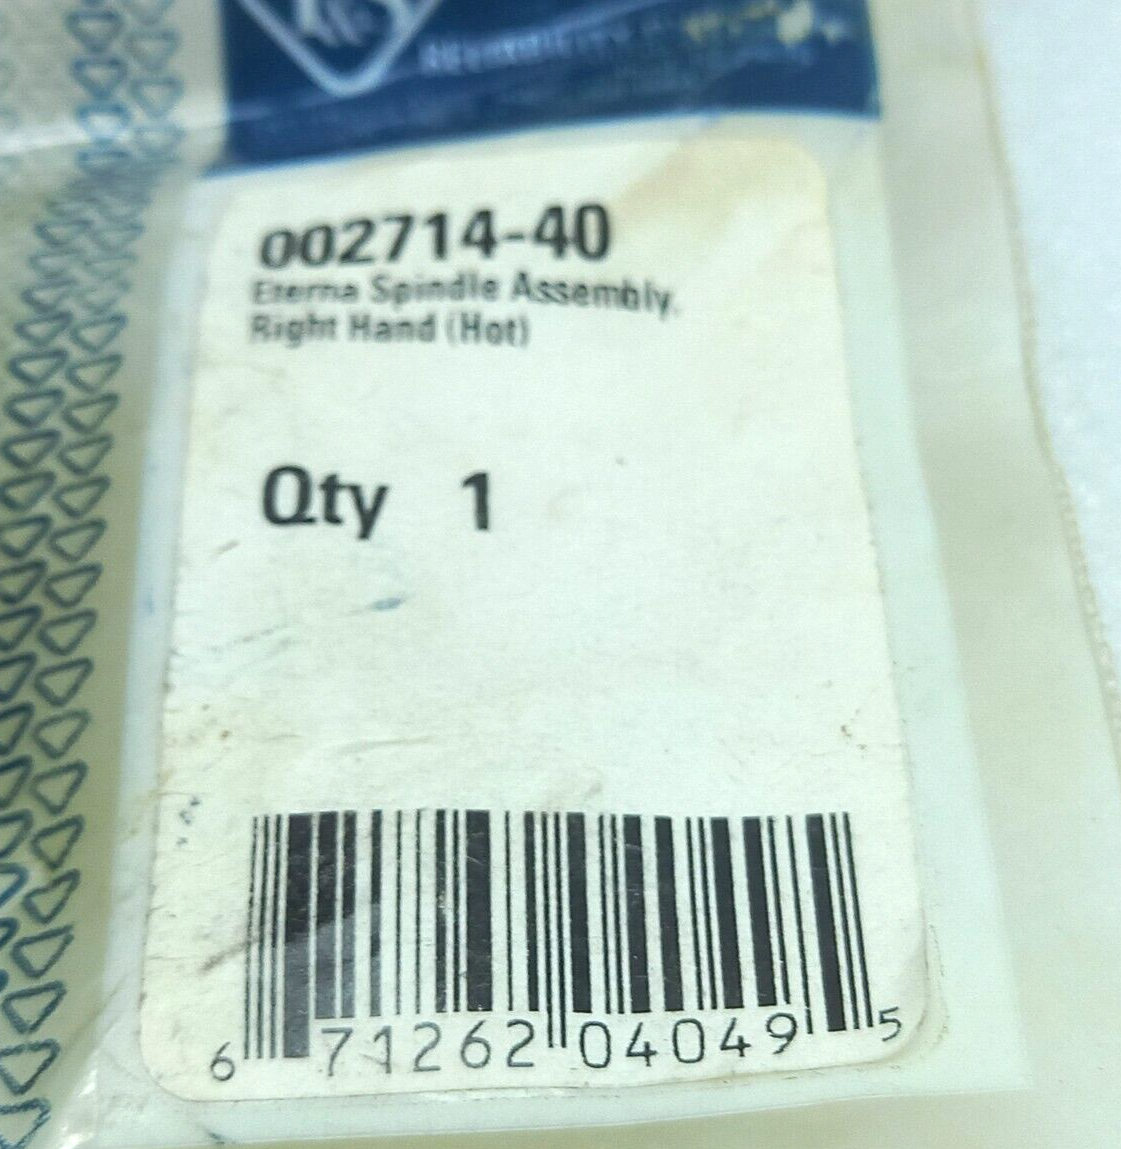 002714-40
Eterna Spindle Assembly,
Right Hand (Hot)
Qty 1
6 71262 04049 5